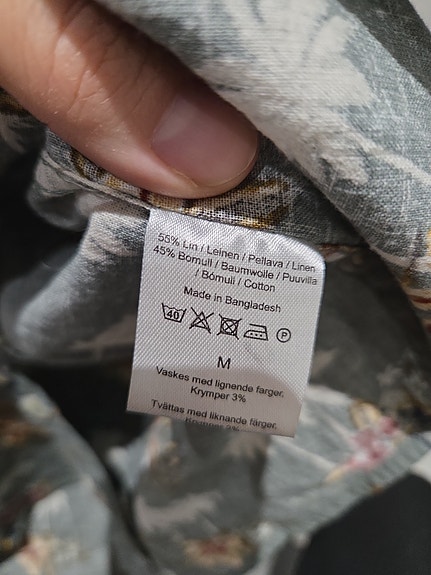 55% Lin / Leinen / Pellava / Linen
45% Bomull / Baumwolle / Puuvilla
/ Bómull / Cotton
Made in Bangladesh
40 P
M
Vaskes med lignende farger,
Krymper 3%
Tvättas med liknande färger,